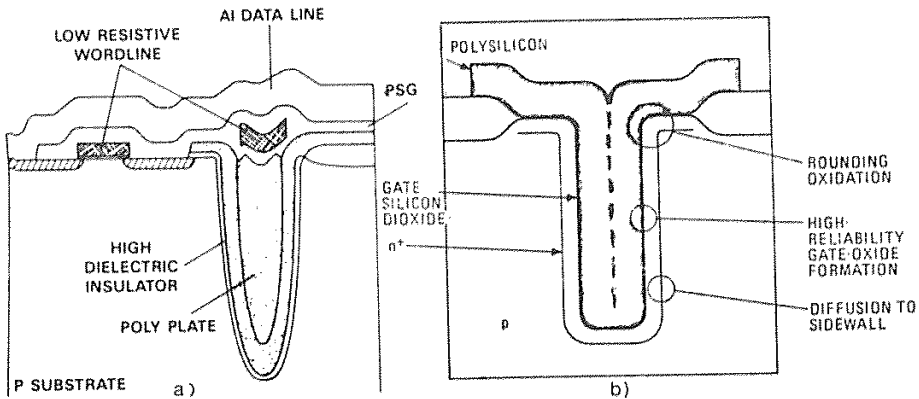 AI DATA LINE
LOW RESISTIVE
WORDLINE
PSG
HIGH
DIELECTRIC
INSULATOR
POLY PLATE
P SUBSTRATE
a)
POLYSILICON
GATE
SILICON
DIOXIDE
n+
p
ROUNDING
OXIDATION
HIGH-
RELIABILITY
GATE-OXIDE
FORMATION
DIFFUSION TO
SIDEWALL
b)